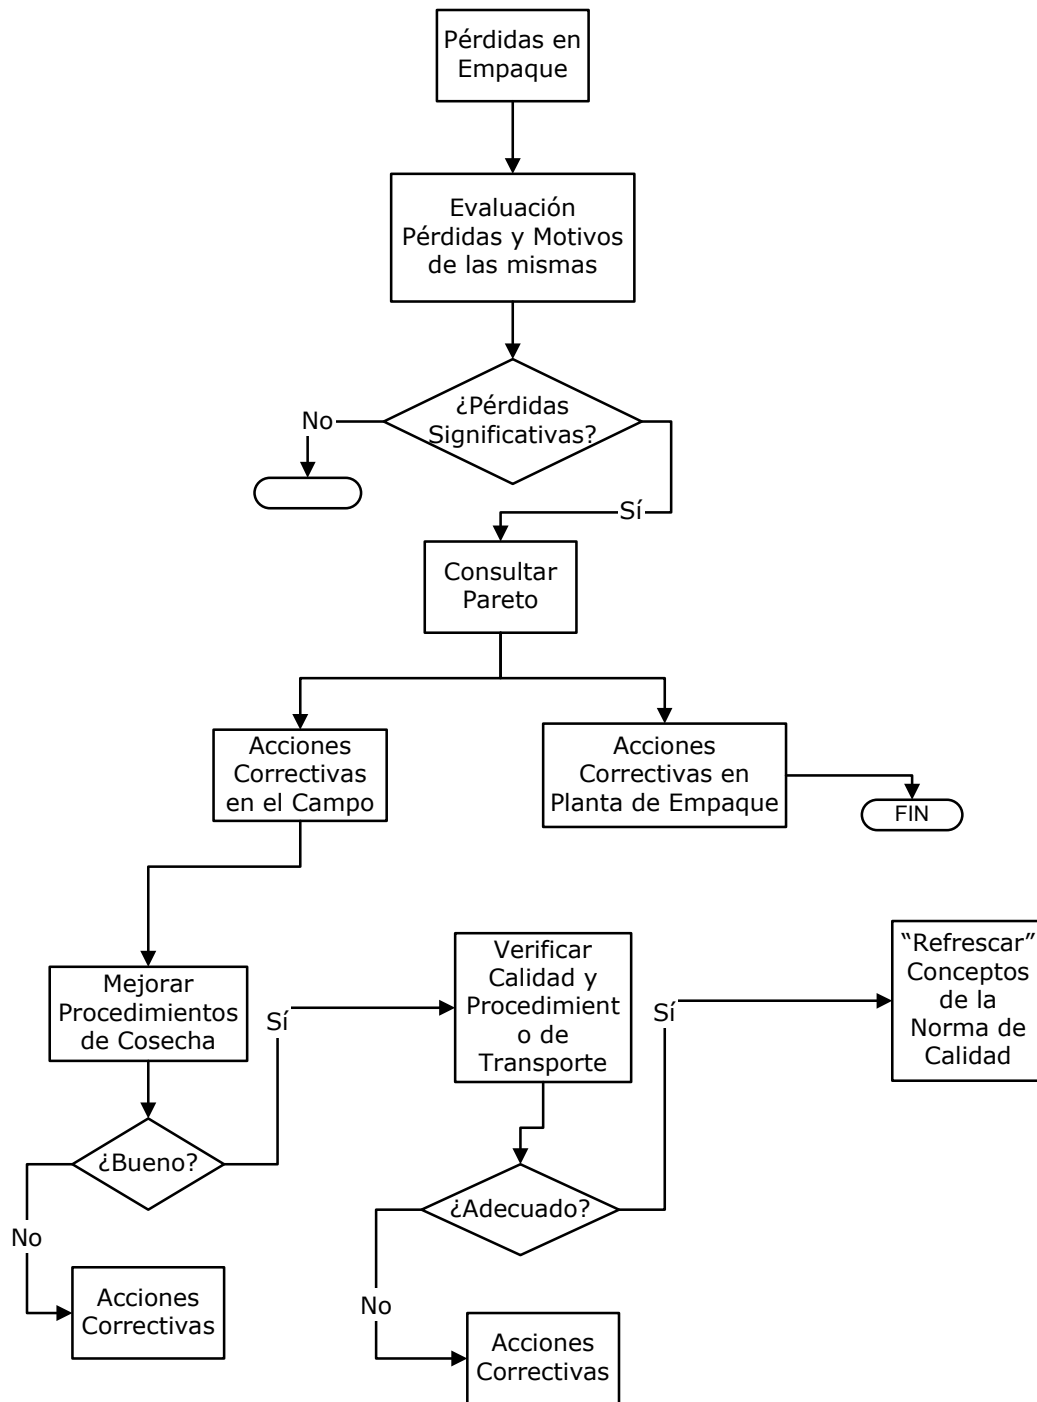 Pérdidas en
Empaque
Evaluación
Pérdidas y Motivos
de las mismas
¿Pérdidas
Significativas?
No
Sí
Consultar
Pareto
Acciones
Correctivas
en el Campo
Acciones
Correctivas en
Planta de Empaque
FIN
Mejorar
Procedimientos
de Cosecha
Sí
Verificar
Calidad y
Procedimient
o de
Transporte
Sí
“Refrescar”
Conceptos
de la
Norma de
Calidad
¿Bueno?
¿Adecuado?
No
Acciones
Correctivas
No
Acciones
Correctivas